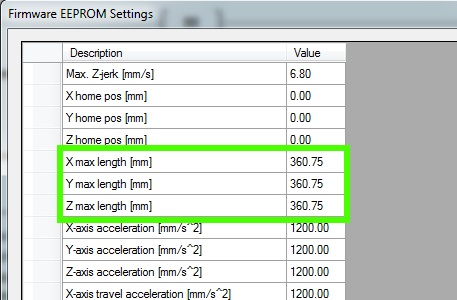 Firmware EEPROM Settings
Description Value
Max. Z-jerk [mm/s] 6.80
X home pos [mm] 0.00
Y home pos [mm] 0.00
Z home pos [mm] 0.00
X max length [mm] 360.75
Y max length [mm] 360.75
Z max length [mm] 360.75
X-axis acceleration [mm/s^2] 1200.00
Y-axis acceleration [mm/s^2] 1200.00
Z-axis acceleration [mm/s^2] 1200.00
X-axis travel acceleration [mm/s^2] 1200.00